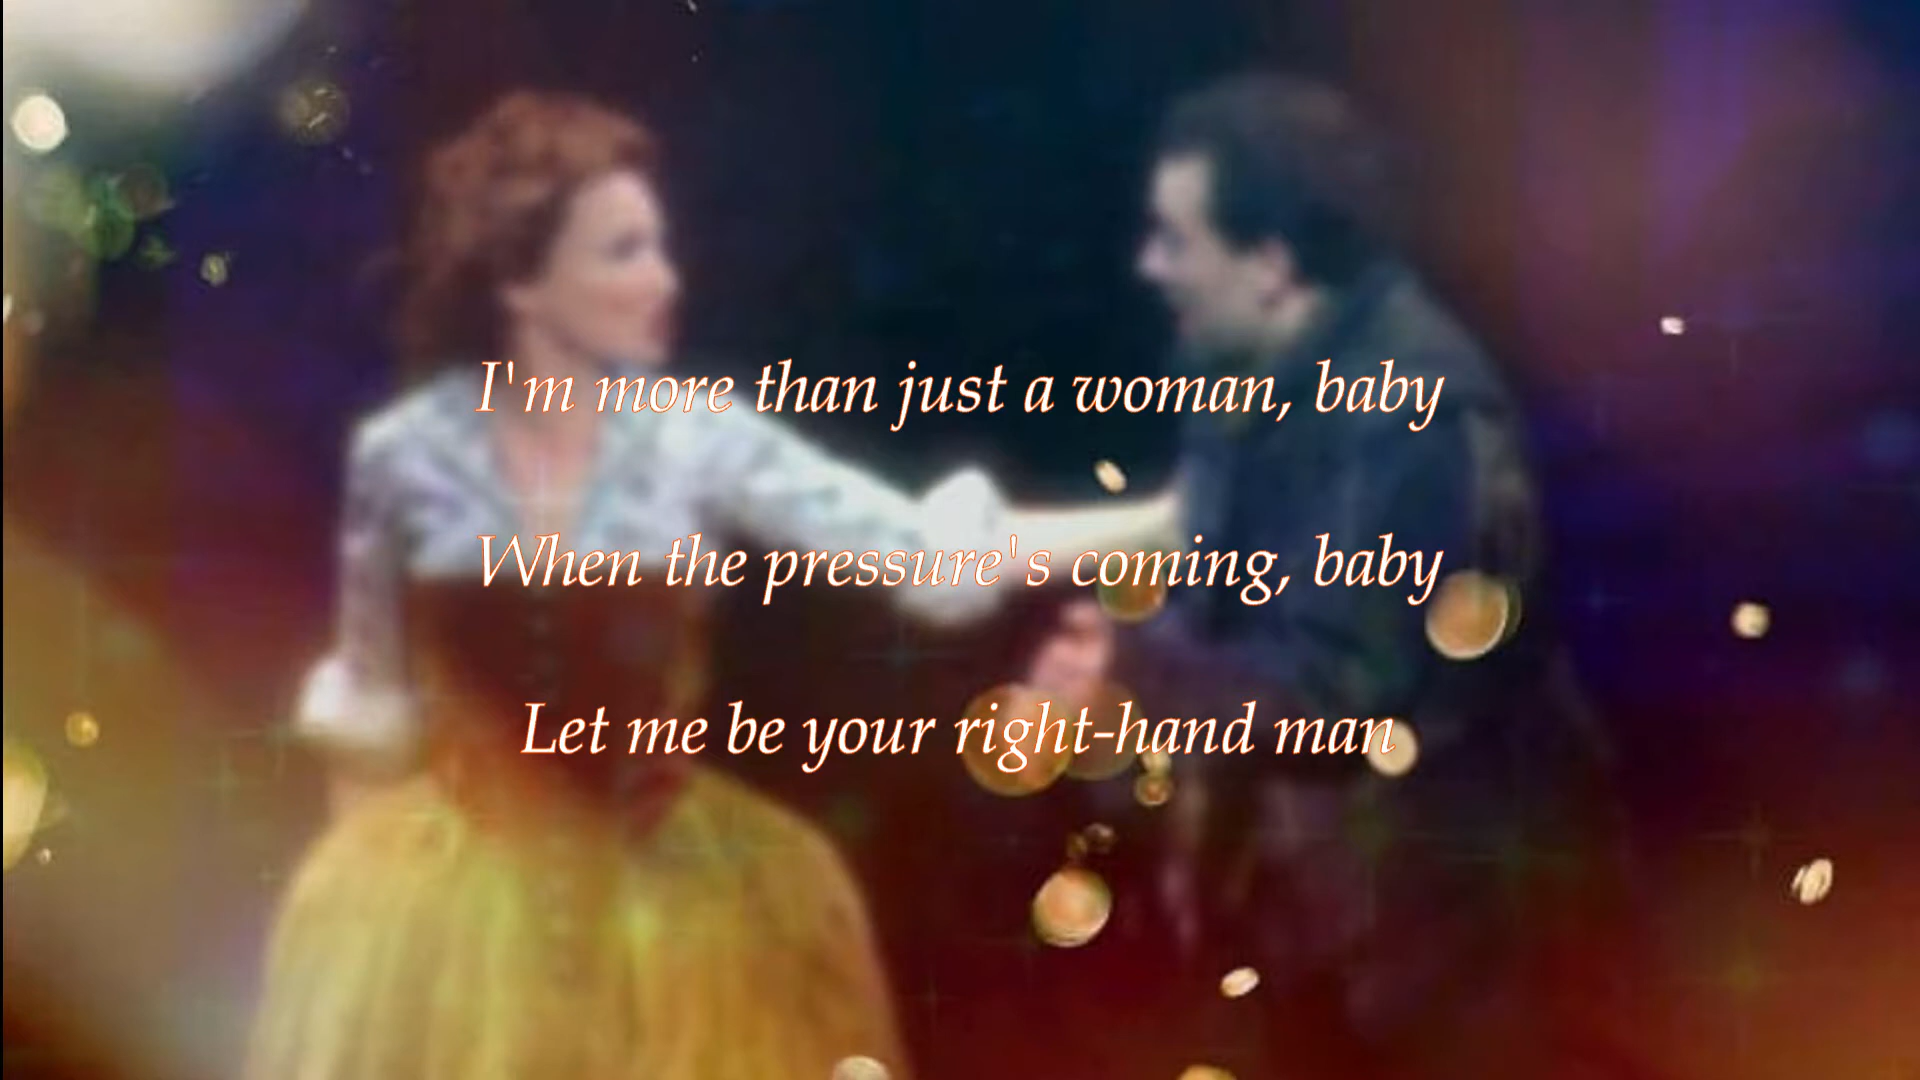 I'm more than just a woman, baby
When the pressure's coming, baby
Let me be your right-hand man